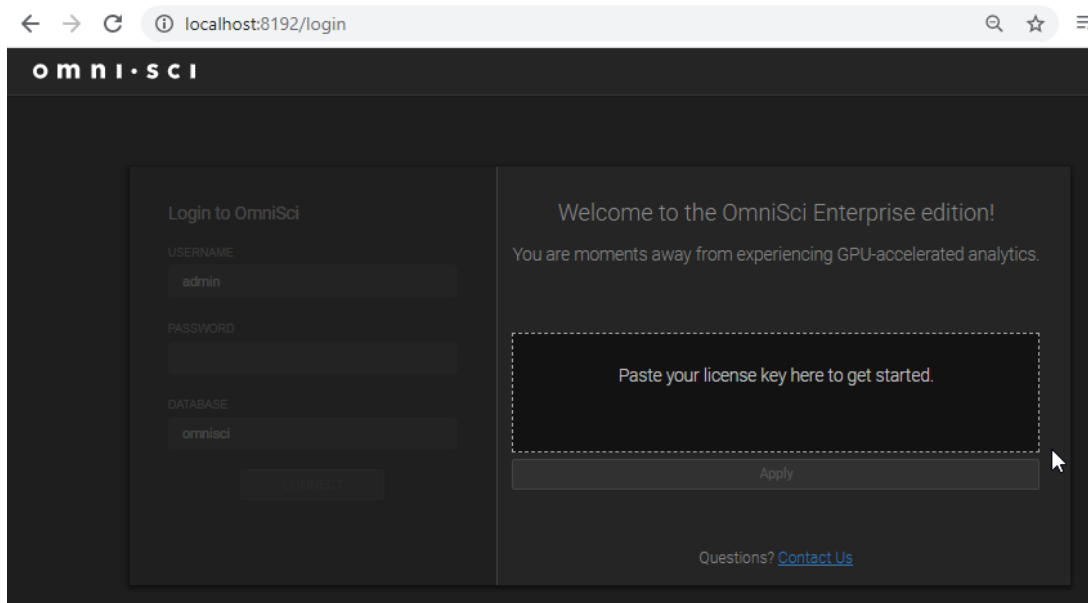 localhost:8192/login
omni·sci
Login to OmniSci
USERNAME
admin
PASSWORD
DATABASE
omnisci
CONNECT
Welcome to the OmniSci Enterprise edition!
You are moments away from experiencing GPU-accelerated analytics.
Paste your license key here to get started.
Apply
Questions? Contact Us